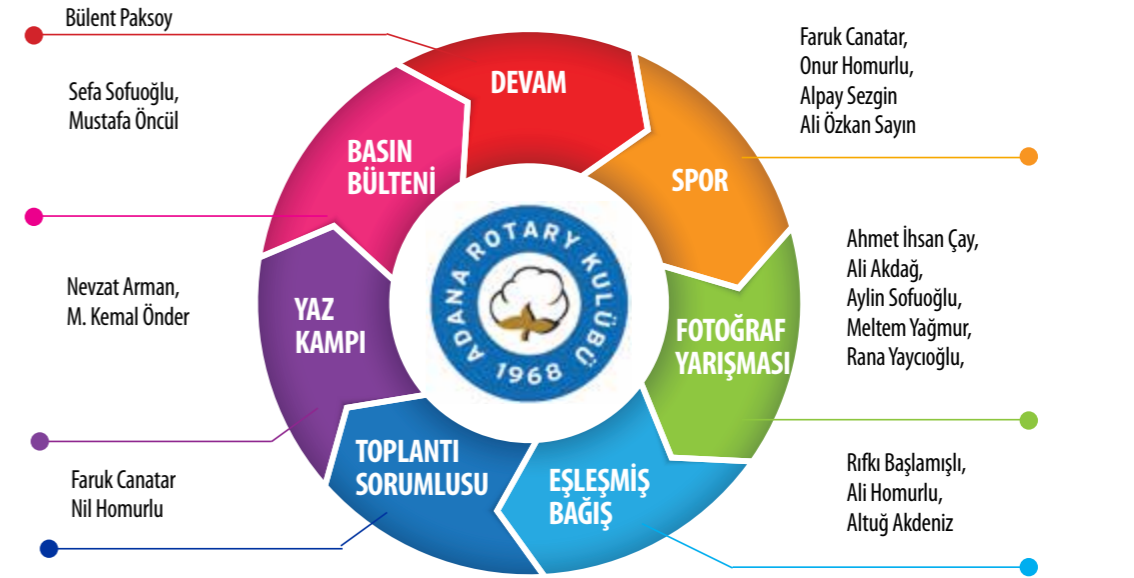 Bülent Paksoy
DEVAM
Faruk Canatar,
Onur Homurlu,
Alpay Sezgin
Ali Özkan Sayın
SPOR
Sefa Sofuoğlu,
Mustafa Öncül
BASIN
BÜLTENİ
Ahmet İhsan Çay,
Ali Akdağ,
Aylin Sofuoğlu,
Meltem Yağmur,
Rana Yaycıoğlu,
FOTOĞRAF
YARIŞMASI
Nevzat Arman,
M. Kemal Önder
YAZ
KAMPI
ADANA ROTARY KULÜBÜ
1968
Faruk Canatar
Nil Homurlu
TOPLANTI
SORUMLUSU
EŞLEŞMİŞ
BAĞIŞ
Rıfkı Başlamışlı,
Ali Homurlu,
Altuğ Akdeniz